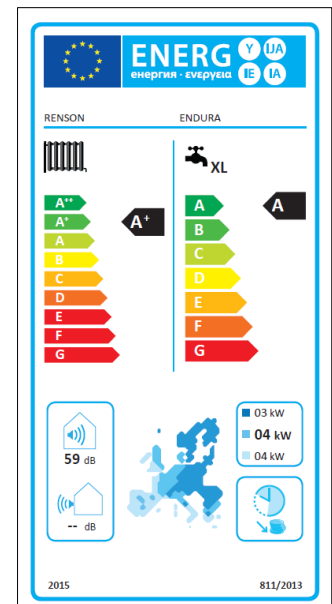 ENERG Y IJA
енергия · ενεργεια IE IA
RENSON ENDURA
XL
A++
A+
A
B
C
D
E
F
G
A+
A
B
C
D
E
F
G
A
59 dB
-- dB
03 kW
04 kW
04 kW
2015 811/2013